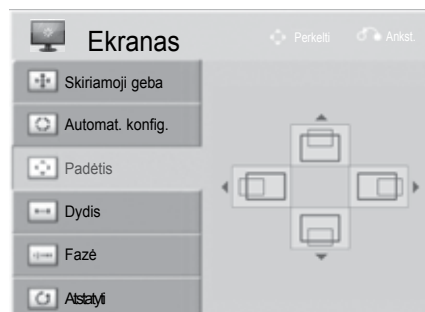 Ekranas
Perkelti
Ankst.
Skiriamoji geba
Automat. konfig.
Padėtis
Dydis
Fazė
Atstatyti